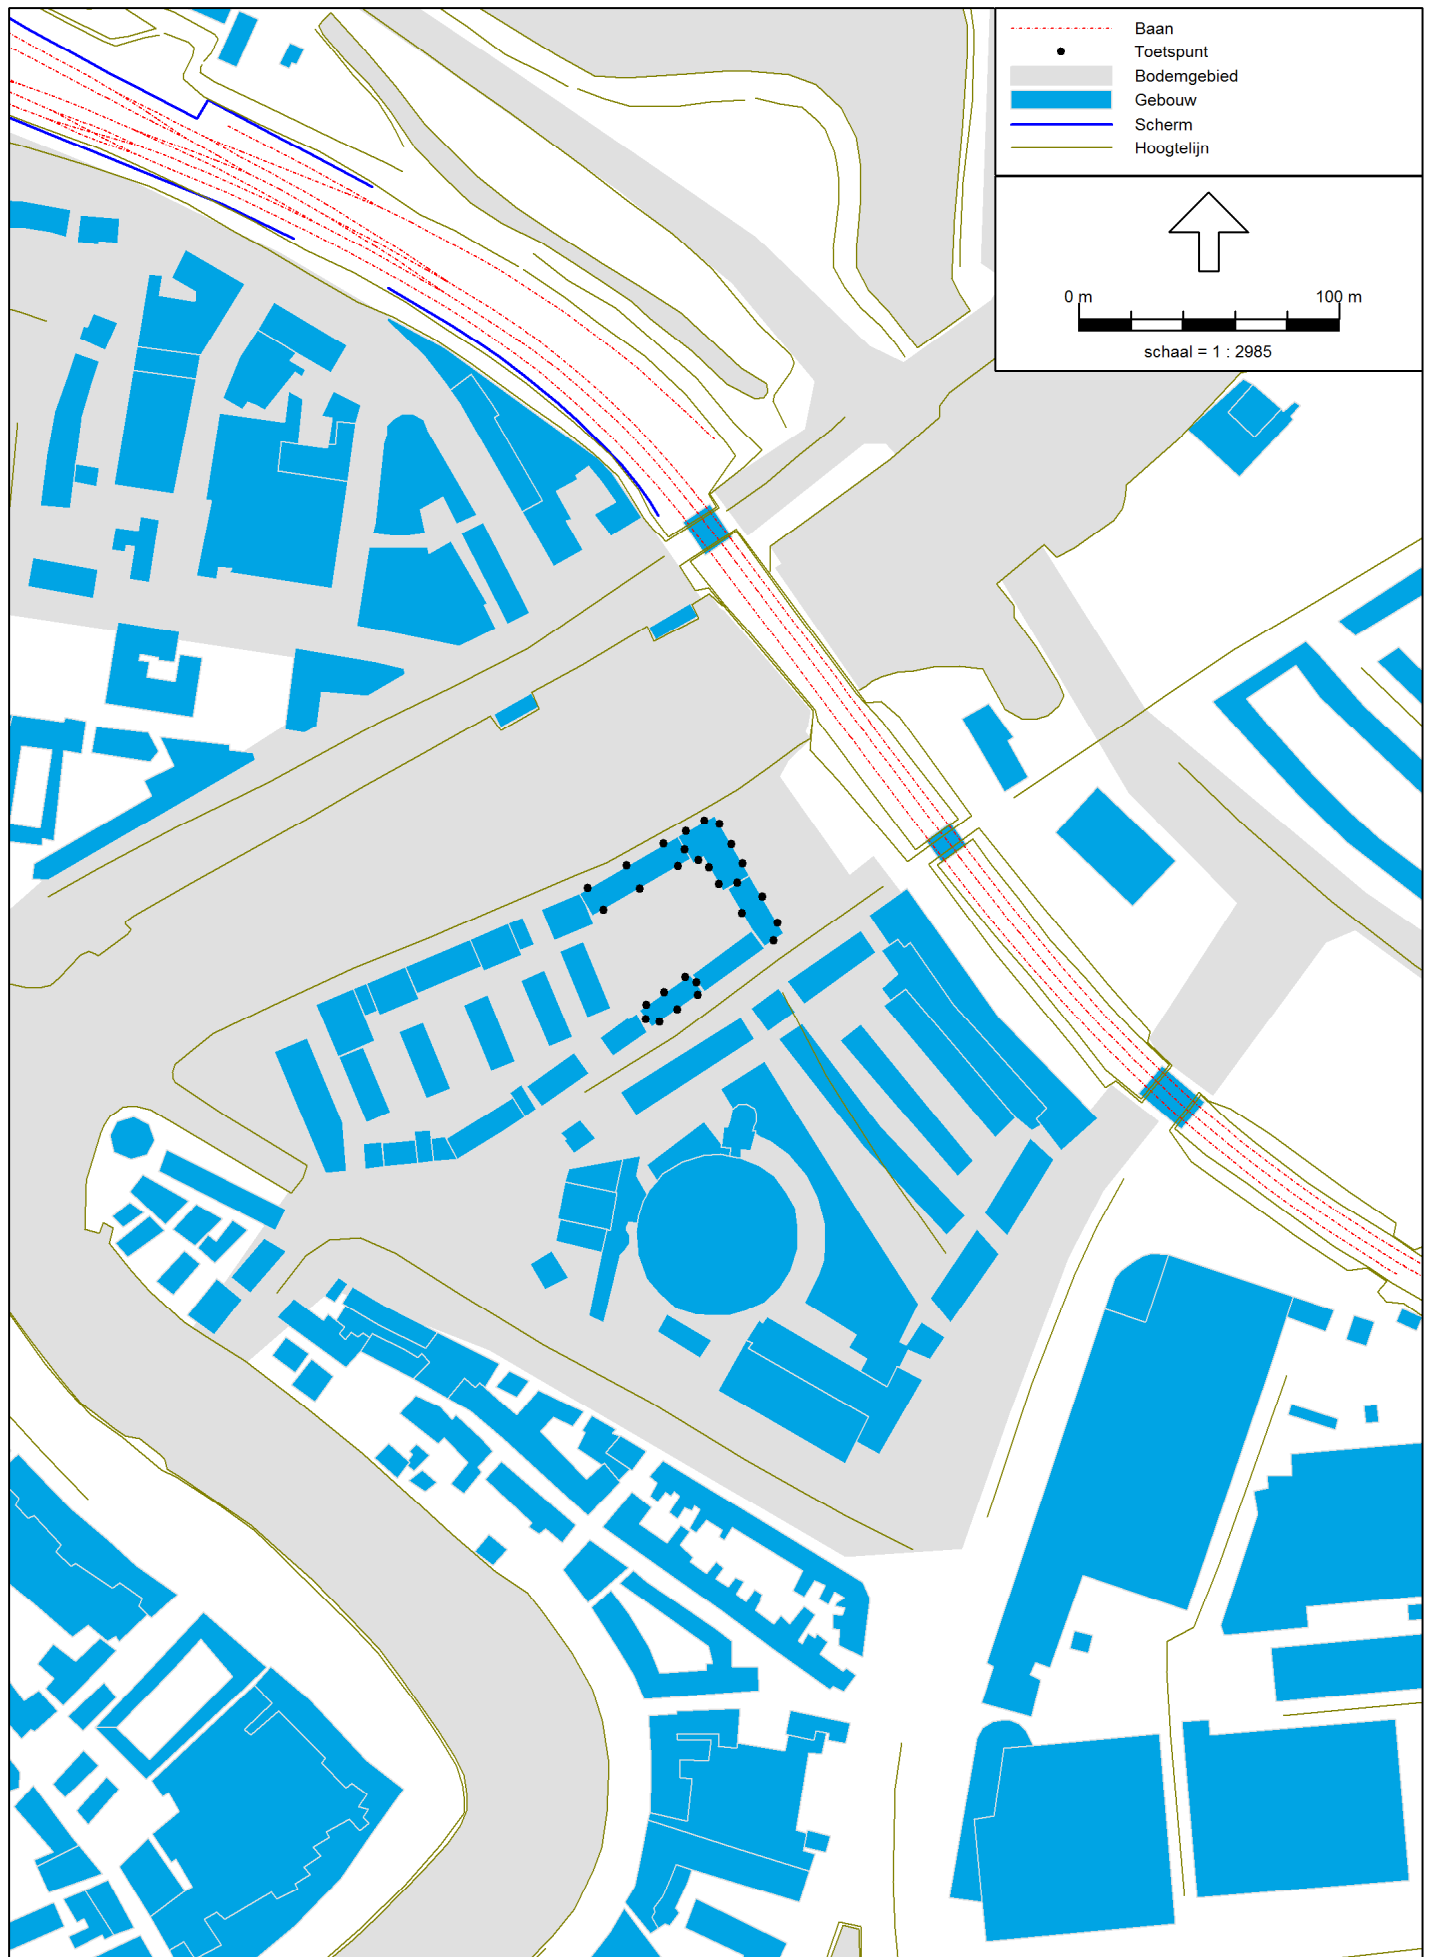 Baan
Toetspunt
Bodemgebied
Gebouw
Scherm
Hoogtelijn
0 m 100 m
schaal = 1 : 2985